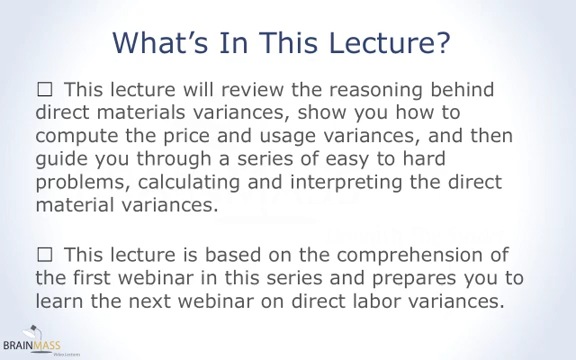 What's In This Lecture?
☐ This lecture will review the reasoning behind
direct materials variances, show you how to
compute the price and usage variances, and then
guide you through a series of easy to hard
problems, calculating and interpreting the direct
material variances.
☐ This lecture is based on the comprehension of
the first webinar in this series and prepares you to
learn the next webinar on direct labor variances.
BRAINMASS
Video Lectures